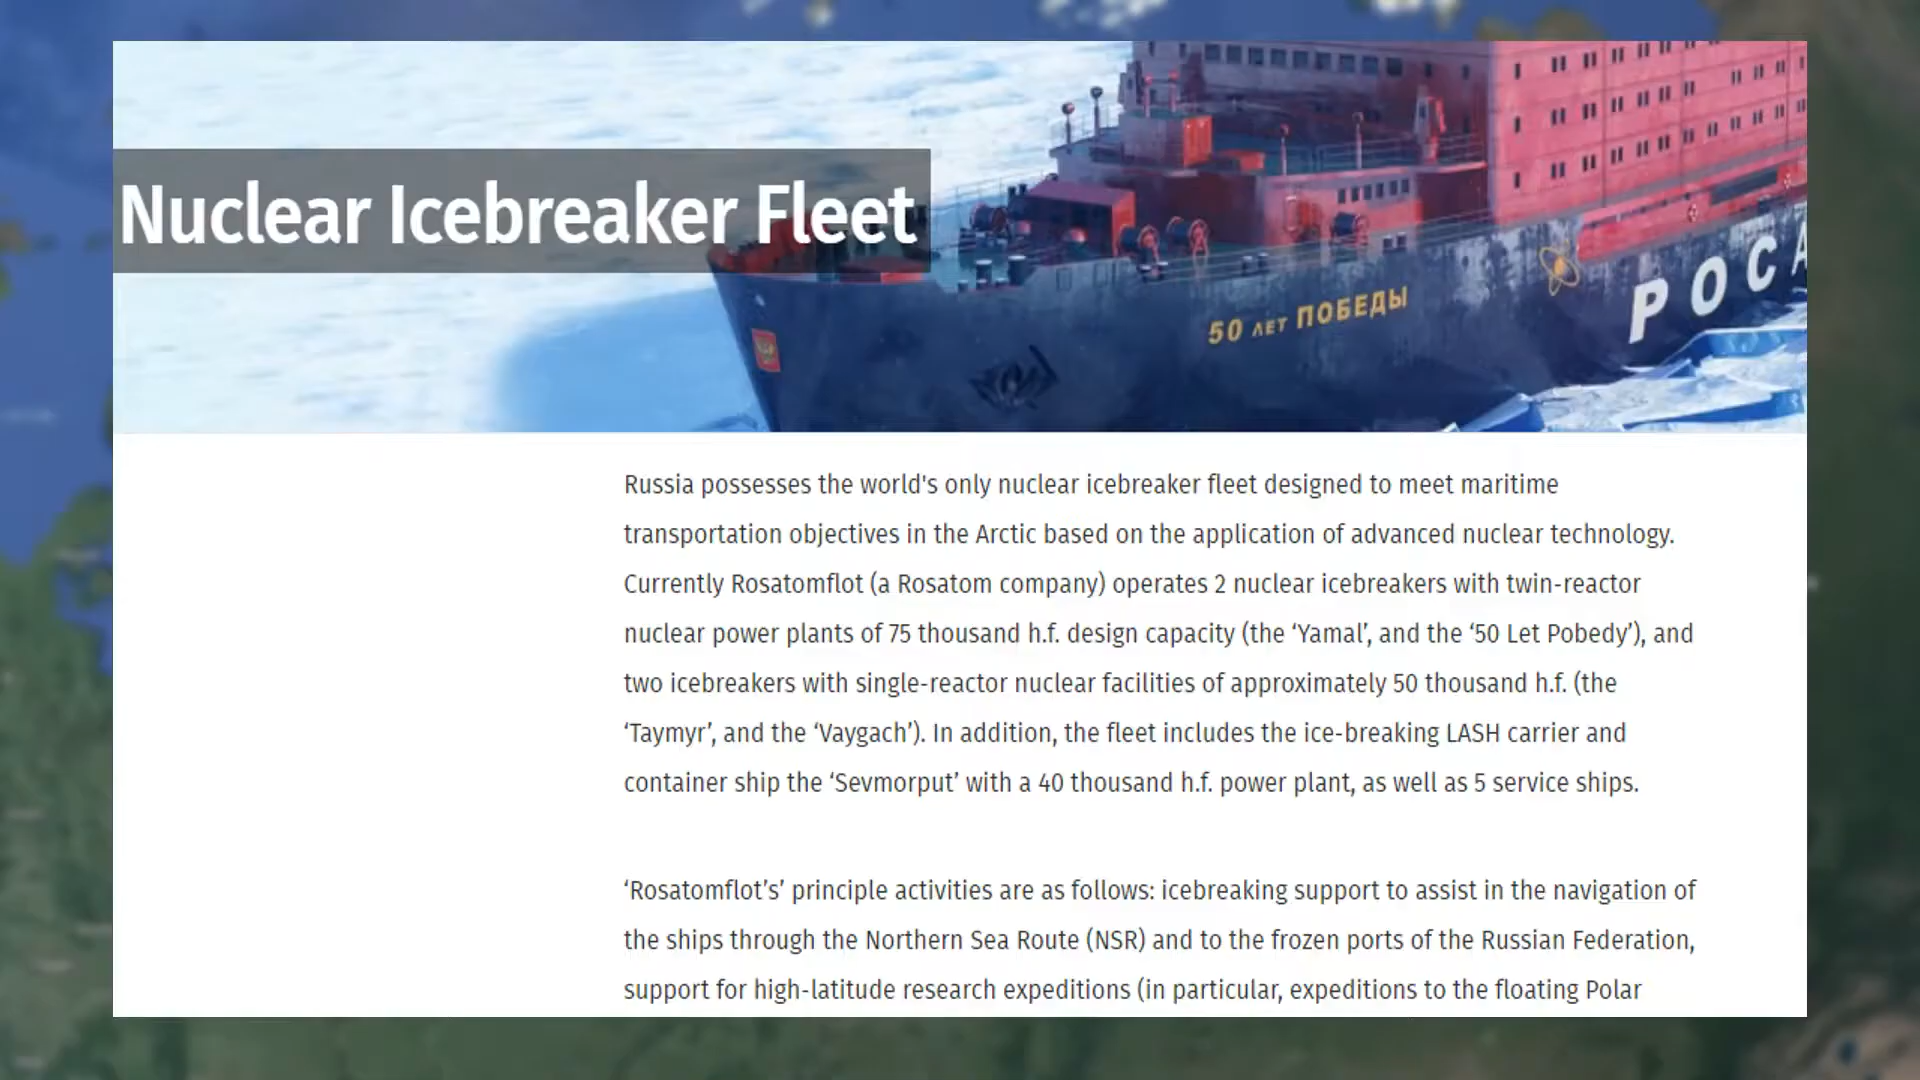 Nuclear Icebreaker Fleet
50 ЛЕТ ПОБЕДЫ
РОСА
Russia possesses the world's only nuclear icebreaker fleet designed to meet maritime
transportation objectives in the Arctic based on the application of advanced nuclear technology.
Currently Rosatomflot (a Rosatom company) operates 2 nuclear icebreakers with twin-reactor
nuclear power plants of 75 thousand h.f. design capacity (the ‘Yamal’, and the ‘50 Let Pobedy’), and
two icebreakers with single-reactor nuclear facilities of approximately 50 thousand h.f. (the
‘Taymyr’, and the ‘Vaygach’). In addition, the fleet includes the ice-breaking LASH carrier and
container ship the ‘Sevmorput’ with a 40 thousand h.f. power plant, as well as 5 service ships.
‘Rosatomflot’s’ principle activities are as follows: icebreaking support to assist in the navigation of
the ships through the Northern Sea Route (NSR) and to the frozen ports of the Russian Federation,
support for high-latitude research expeditions (in particular, expeditions to the floating Polar